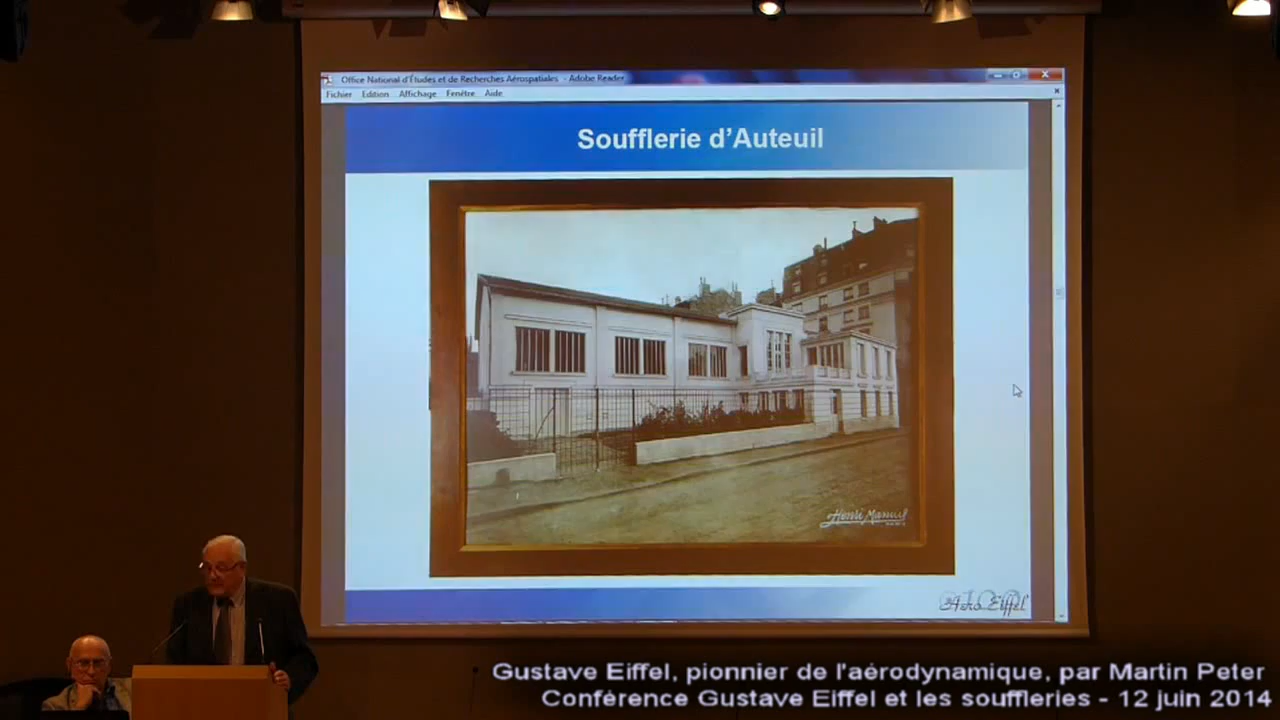 Office National d'Études et de Recherches Aérospatiales - Adobe Reader
Fichier Edition Affichage Fenêtre Aide
Soufflerie d'Auteuil
Henri Manuel
Aéro Eiffel
Gustave Eiffel, pionnier de l'aérodynamique, par Martin Peter
Conférence Gustave Eiffel et les souffleries - 12 juin 2014